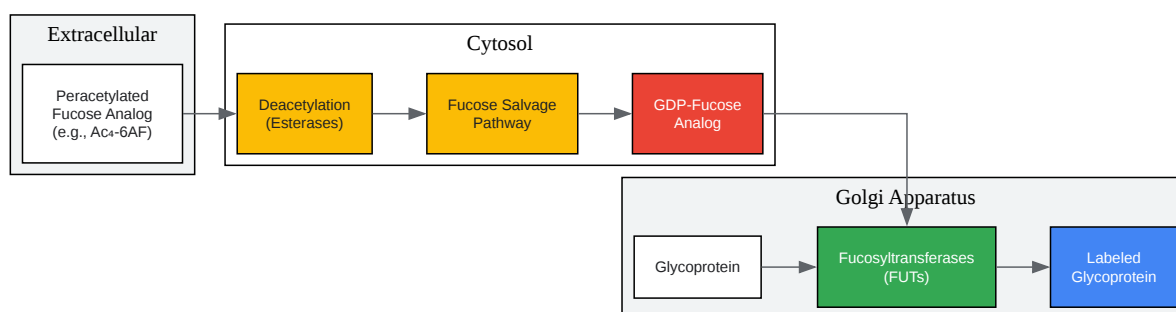 Extracellular
Cytosol
Peracetylated
Fucose Analog
(e.g., Ac₄-6AF)
Deacetylation
(Esterases)
Fucose Salvage
Pathway
GDP-Fucose
Analog
Golgi Apparatus
Glycoprotein
Fucosyltransferases
(FUTs)
Labeled
Glycoprotein